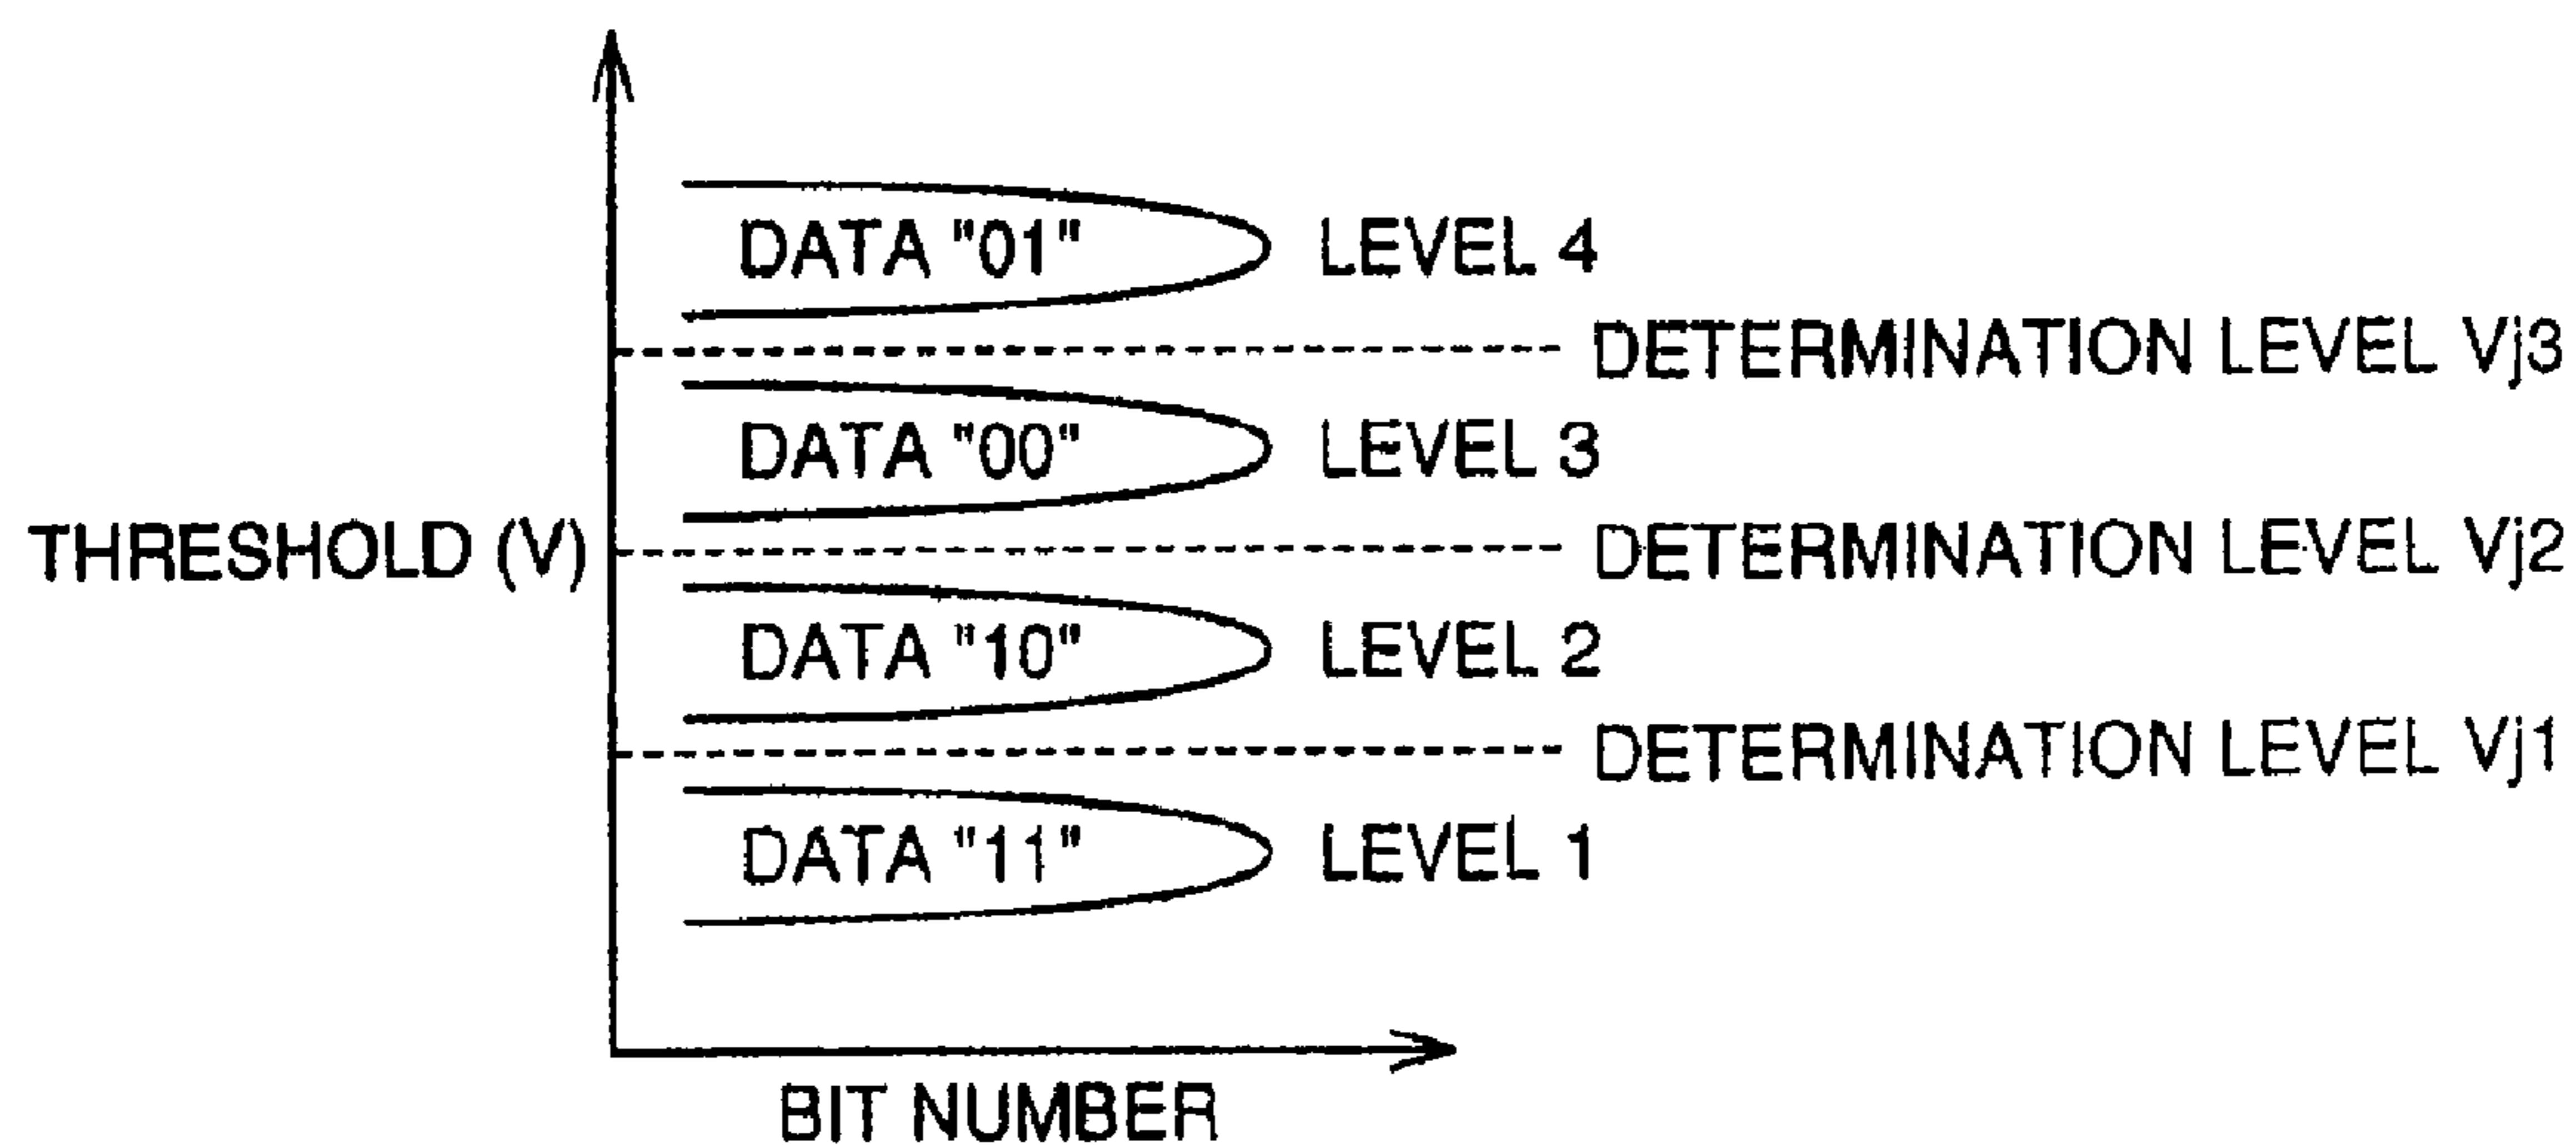 DATA "01" LEVEL 4
DETERMINATION LEVEL Vj3
DATA "00" LEVEL 3
THRESHOLD (V) DETERMINATION LEVEL Vj2
DATA "10" LEVEL 2
DETERMINATION LEVEL Vj1
DATA "11" LEVEL 1
BIT NUMBER